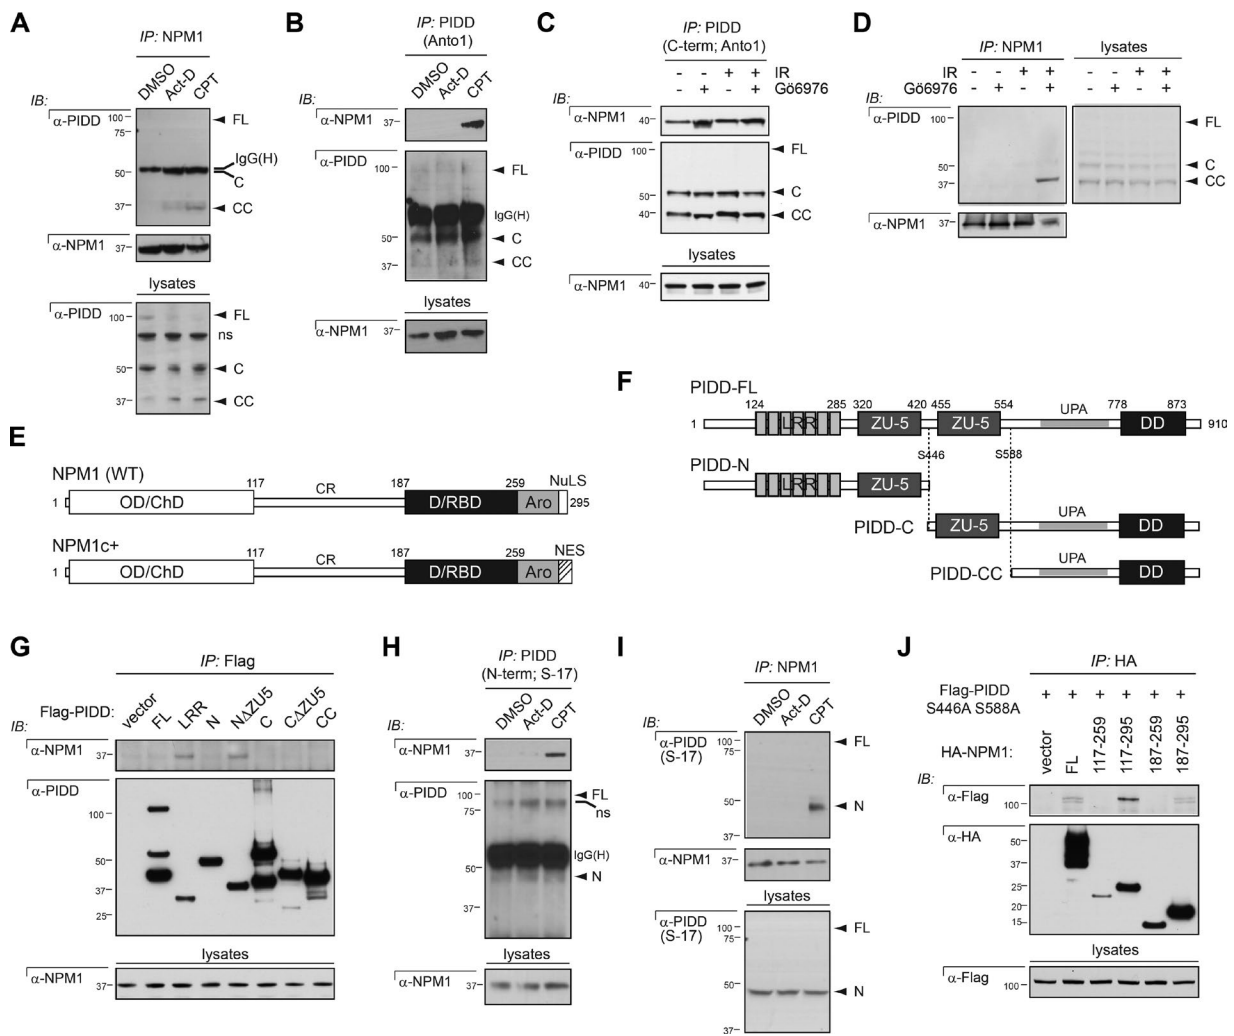 A
IP: NPM1
DMSO
Act-D
CPT
IB:
α-PIDD
100
75
50
37
FL
IgG(H)
C
CC
α-NPM1
37
lysates
α-PIDD
100
50
37
FL
ns
C
CC
B
IP: PIDD
(Anto1)
DMSO
Act-D
CPT
IB:
α-NPM1
37
α-PIDD
100
50
37
FL
IgG(H)
C
CC
lysates
α-NPM1
37
C
IP: PIDD
(C-term; Anto1)
- - + + IR
- + - + Gö6976
IB:
α-NPM1
40
α-PIDD
100
50
40
FL
C
CC
lysates
α-NPM1
40
D
IP: NPM1
lysates
IR - - + + - - + +
Gö6976 - + - + - + - +
IB:
α-PIDD
100
50
37
FL
C
CC
α-NPM1
37
E
NPM1 (WT)
117
CR
187
259
NuLS
1
OD/ChD
D/RBD
Aro
295
NPM1c+
117
CR
187
259
NES
1
OD/ChD
D/RBD
Aro
F
PIDD-FL
124
285
320
420
455
554
UPA
778
873
1
LRR
ZU-5
ZU-5
DD
910
S446
S588
PIDD-N
LRR
ZU-5
PIDD-C
ZU-5
UPA
DD
PIDD-CC
UPA
DD
G
IP: Flag
Flag-PIDD:
vector
FL
LRR
N
NΔZU5
C
CΔZU5
CC
IB:
α-NPM1
37
α-PIDD
100
50
37
25
lysates
α-NPM1
37
H
IP: PIDD
(N-term; S-17)
DMSO
Act-D
CPT
IB:
α-NPM1
37
α-PIDD
100
75
50
37
FL
ns
IgG(H)
N
lysates
α-NPM1
37
I
IP: NPM1
DMSO
Act-D
CPT
IB:
α-PIDD
(S-17)
100
75
50
37
FL
N
α-NPM1
37
lysates
α-PIDD
(S-17)
100
75
50
37
FL
N
J
IP: HA
Flag-PIDD
S446A S588A
+ + + + + +
HA-NPM1:
vector
FL
117-259
117-295
187-259
187-295
IB:
α-Flag
100
α-HA
50
37
25
20
15
lysates
α-Flag
100